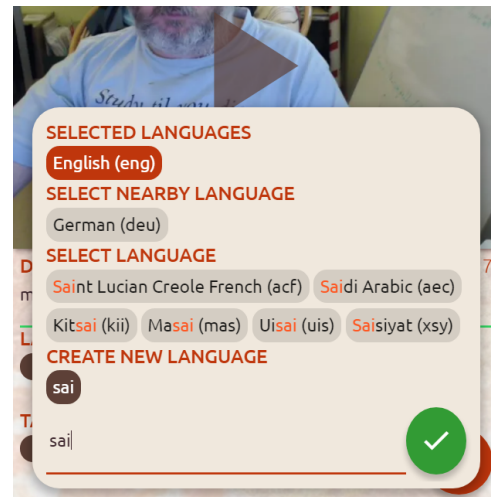 Study til you di
SELECTED LANGUAGES
English (eng)
SELECT NEARBY LANGUAGE
German (deu)
SELECT LANGUAGE
Saint Lucian Creole French (acf) Saidi Arabic (aec)
Kitsai (kii) Masai (mas) Uisai (uis) Saisiyat (xsy)
CREATE NEW LANGUAGE
sai
sai